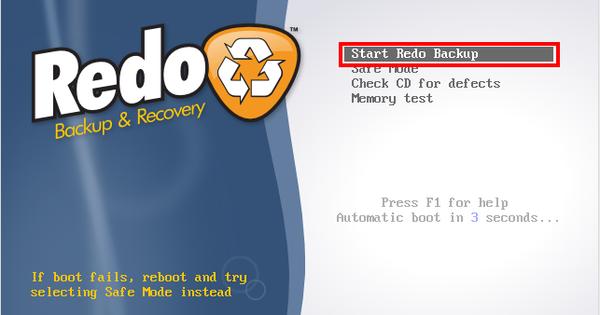 Redo™
Backup & Recovery
If boot fails, reboot and try
selecting Safe Mode instead
Start Redo Backup
Safe Mode
Check CD for defects
Memory test
Press F1 for help
Automatic boot in 3 seconds...